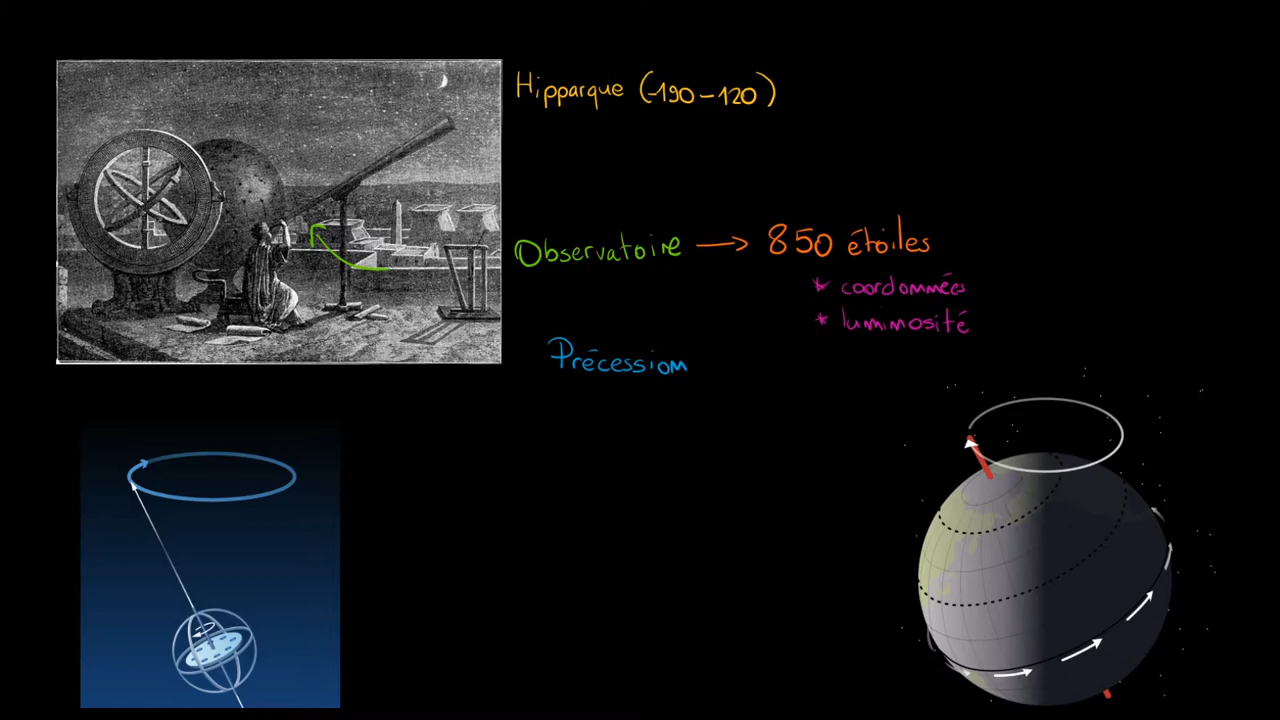 Hipparque (-190-120)
Observatoire → 850 étoiles
* coordonnées
* luminosité
Précession